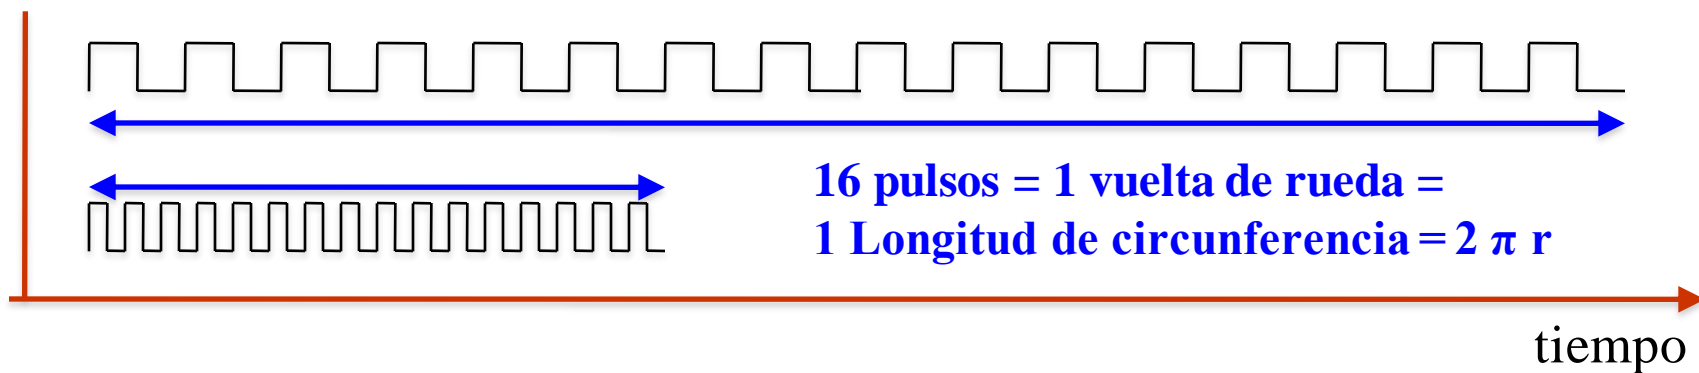 16 pulsos = 1 vuelta de rueda =
1 Longitud de circunferencia = 2 π r
tiempo